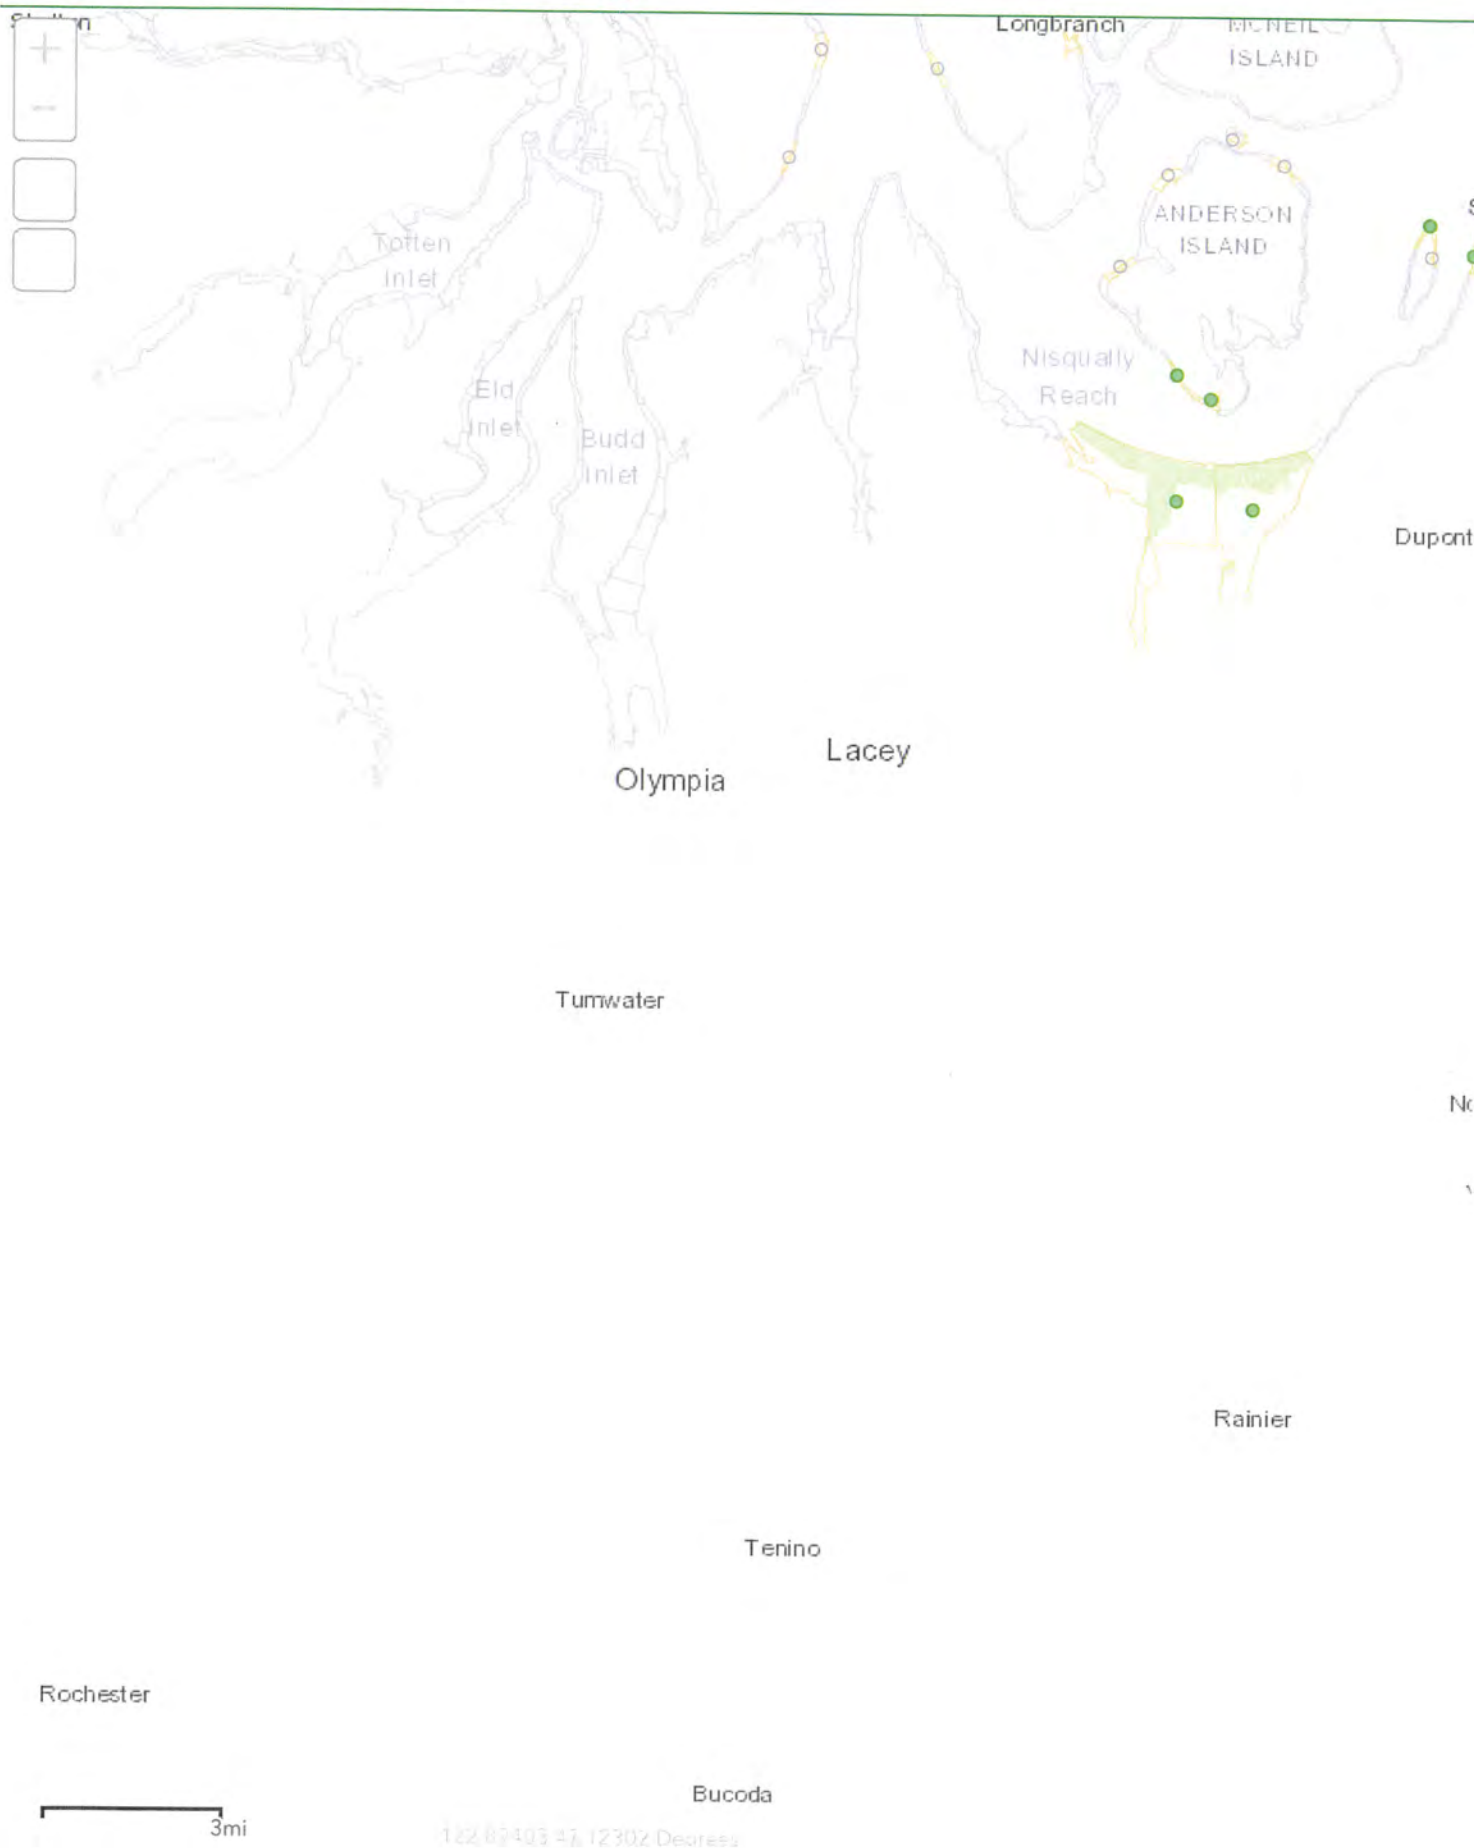 Longbranch
MCNEIL
ISLAND
ANDERSON
ISLAND
Totten
Inlet
Nisqually
Reach
Eld
Inlet
Budd
Inlet
Dupont
Lacey
Olympia
Tumwater
Rainier
Tenino
Rochester
Bucoda
3mi